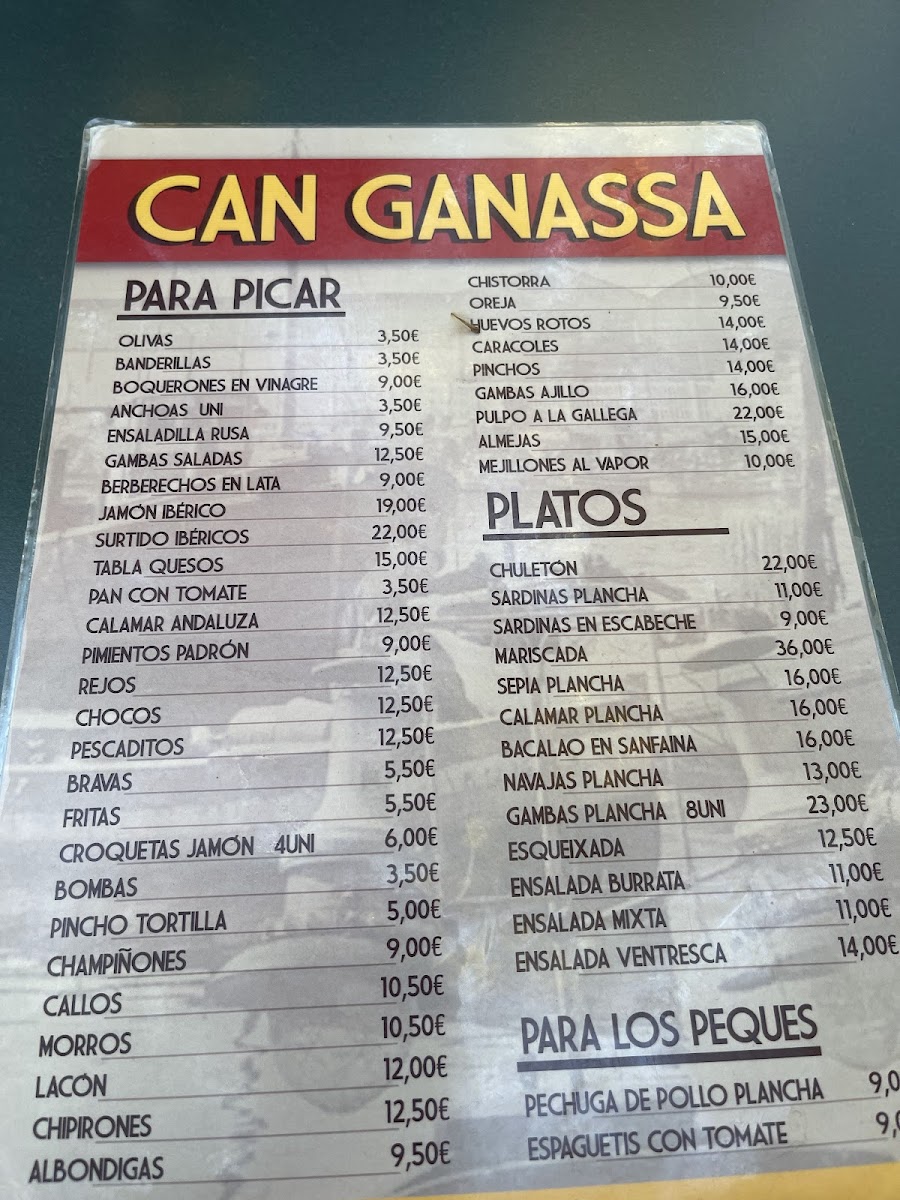 CAN GANASSA
PARA PICAR
OLIVAS 3,50€
BANDERILLAS 3,50€
BOQUERONES EN VINAGRE 9,00€
ANCHOAS UNI 3,50€
ENSALADILLA RUSA 9,50€
GAMBAS SALADAS 12,50€
BERBERECHOS EN LATA 9,00€
JAMÓN IBÉRICO 19,00€
SURTIDO IBÉRICOS 22,00€
TABLA QUESOS 15,00€
PAN CON TOMATE 3,50€
CALAMAR ANDALUZA 12,50€
PIMIENTOS PADRÓN 9,00€
REJOS 12,50€
CHOCOS 12,50€
PESCADITOS 12,50€
BRAVAS 5,50€
FRITAS 5,50€
CROQUETAS JAMÓN 4UNI 6,00€
BOMBAS 3,50€
PINCHO TORTILLA 5,00€
CHAMPIÑONES 9,00€
CALLOS 10,50€
MORROS 10,50€
LACÓN 12,00€
CHIPIRONES 12,50€
ALBONDIGAS 9,50€
CHISTORRA 10,00€
OREJA 9,50€
HUEVOS ROTOS 14,00€
CARACOLES 14,00€
PINCHOS 14,00€
GAMBAS AJILLO 16,00€
PULPO A LA GALLEGA 22,00€
ALMEJAS 15,00€
MEJILLONES AL VAPOR 10,00€
PLATOS
CHULETÓN 22,00€
SARDINAS PLANCHA 11,00€
SARDINAS EN ESCABECHE 9,00€
MARISCADA 36,00€
SEPIA PLANCHA 16,00€
CALAMAR PLANCHA 16,00€
BACALAO EN SANFAINA 16,00€
NAVAJAS PLANCHA 13,00€
GAMBAS PLANCHA 8UNI 23,00€
ESQUEIXADA 12,50€
ENSALADA BURRATA 11,00€
ENSALADA MIXTA 11,00€
ENSALADA VENTRESCA 14,00€
PARA LOS PEQUES
PECHUGA DE POLLO PLANCHA 9,0
ESPAGUETIS CON TOMATE 9,